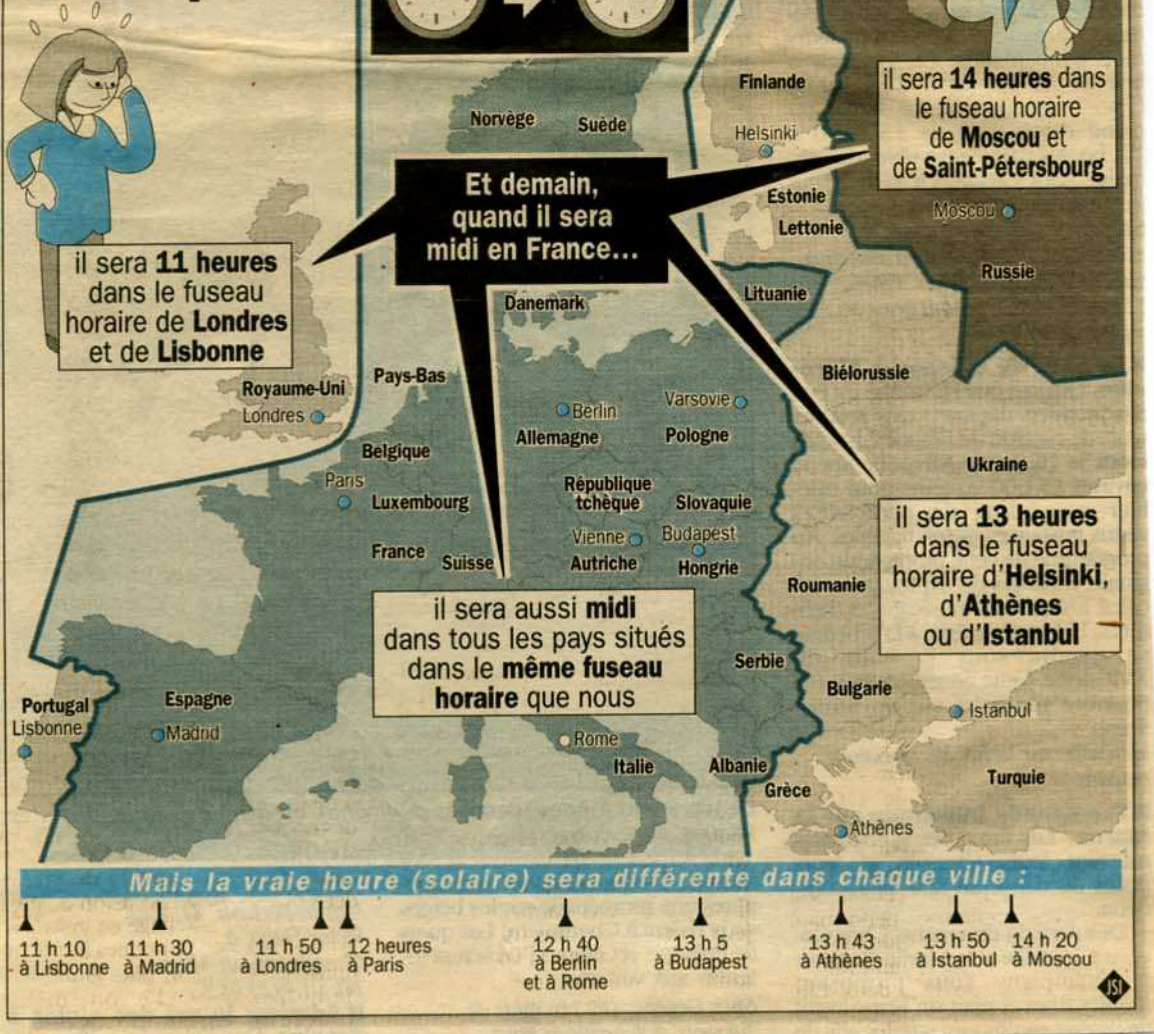 Finlande
il sera 14 heures dans
le fuseau horaire
de Moscou et
de Saint-Pétersbourg
Norvège
Suède
Helsinki
Et demain,
quand il sera
midi en France...
Estonie
Lettonie
Moscou
il sera 11 heures
dans le fuseau
horaire de Londres
et de Lisbonne
Russie
Danemark
Lituanie
Pays-Bas
Biélorussie
Royaume-Uni
Londres
Berlin
Varsovie
Allemagne
Pologne
Belgique
Ukraine
Paris
Luxembourg
République
tchèque
Slovaquie
il sera 13 heures
dans le fuseau
horaire d'Helsinki,
d'Athènes
ou d'Istanbul
Vienne
Budapest
France
Suisse
Autriche
Hongrie
Roumanie
il sera aussi midi
dans tous les pays situés
dans le même fuseau
horaire que nous
Serbie
Bulgarie
Portugal
Lisbonne
Espagne
Madrid
Istanbul
Rome
Italie
Albanie
Grèce
Turquie
Athènes
Mais la vraie heure (solaire) sera différente dans chaque ville :
11 h 10
à Lisbonne
11 h 30
à Madrid
11 h 50
à Londres
12 heures
à Paris
12 h 40
à Berlin
et à Rome
13 h 5
à Budapest
13 h 43
à Athènes
13 h 50
à Istanbul
14 h 20
à Moscou
JSI